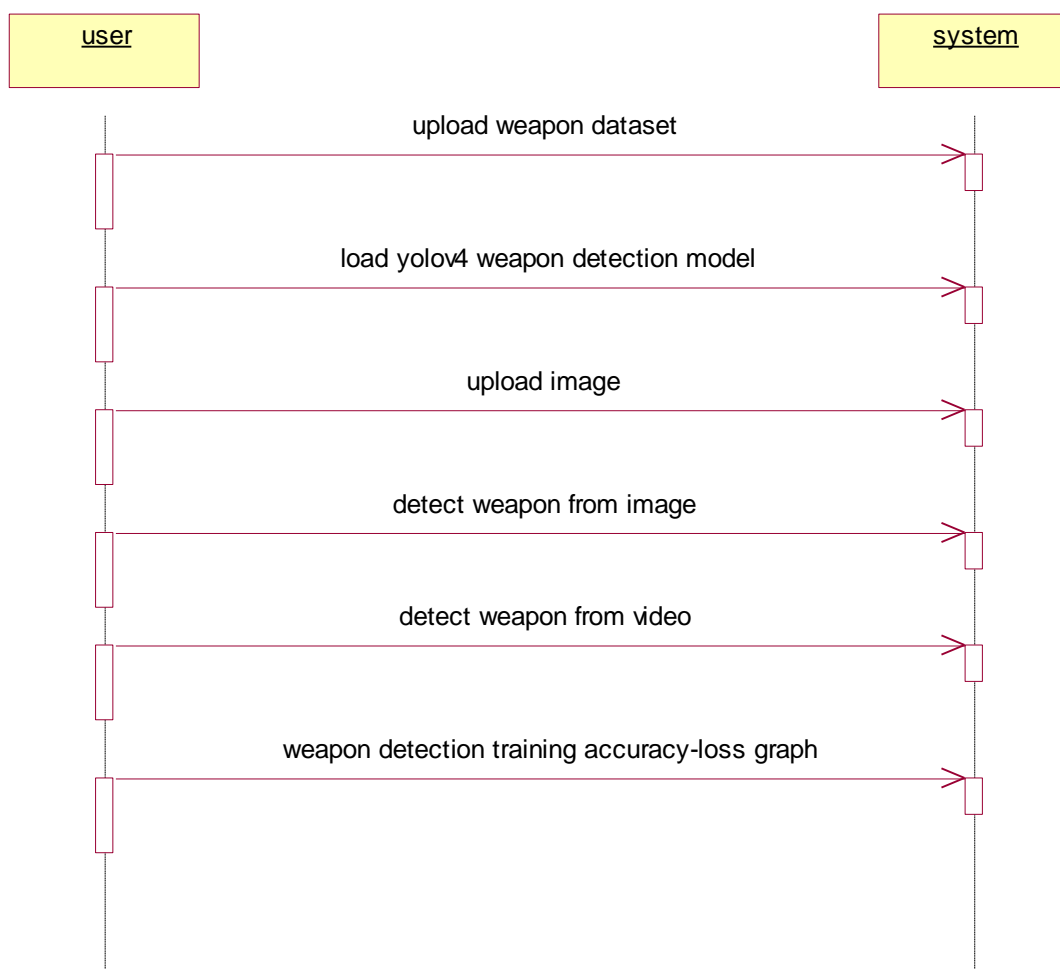 user
system
upload weapon dataset
load yolov4 weapon detection model
upload image
detect weapon from image
detect weapon from video
weapon detection training accuracy-loss graph